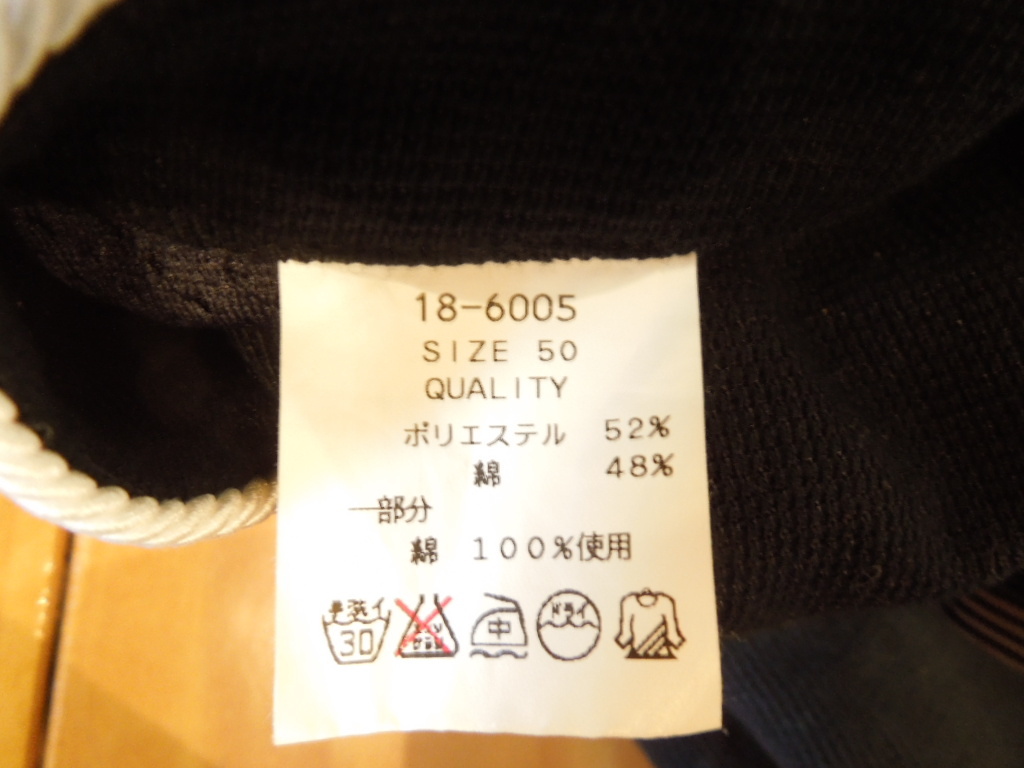 18-6005
SIZE 50
QUALITY
ポリエステル 52%
綿 48%
一部分
綿 100%使用
手洗イ 30 中 ドライ